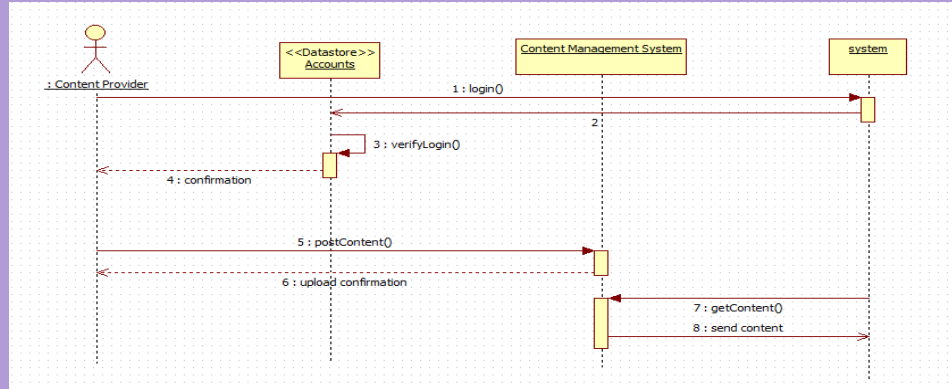 <<Datastore>>
Accounts
Content Management System
system
: Content Provider
1 : login()
2
3 : verifyLogin()
4 : confirmation
5 : postContent()
6 : upload confirmation
7 : getContent()
8 : send content